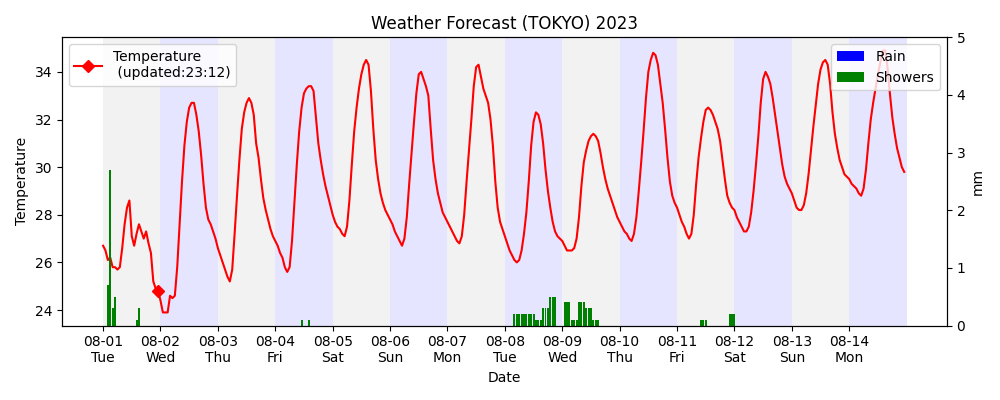 Weather Forecast (TOKYO) 2023
Temperature
(updated:23:12)
Rain
Showers
Temperature
34
32
30
28
26
24
5
4
3
2
1
0
mm
08-01 08-02 08-03 08-04 08-05 08-06 08-07 08-08 08-09 08-10 08-11 08-12 08-13 08-14
Tue Wed Thu Fri Sat Sun Mon Tue Wed Thu Fri Sat Sun Mon
Date